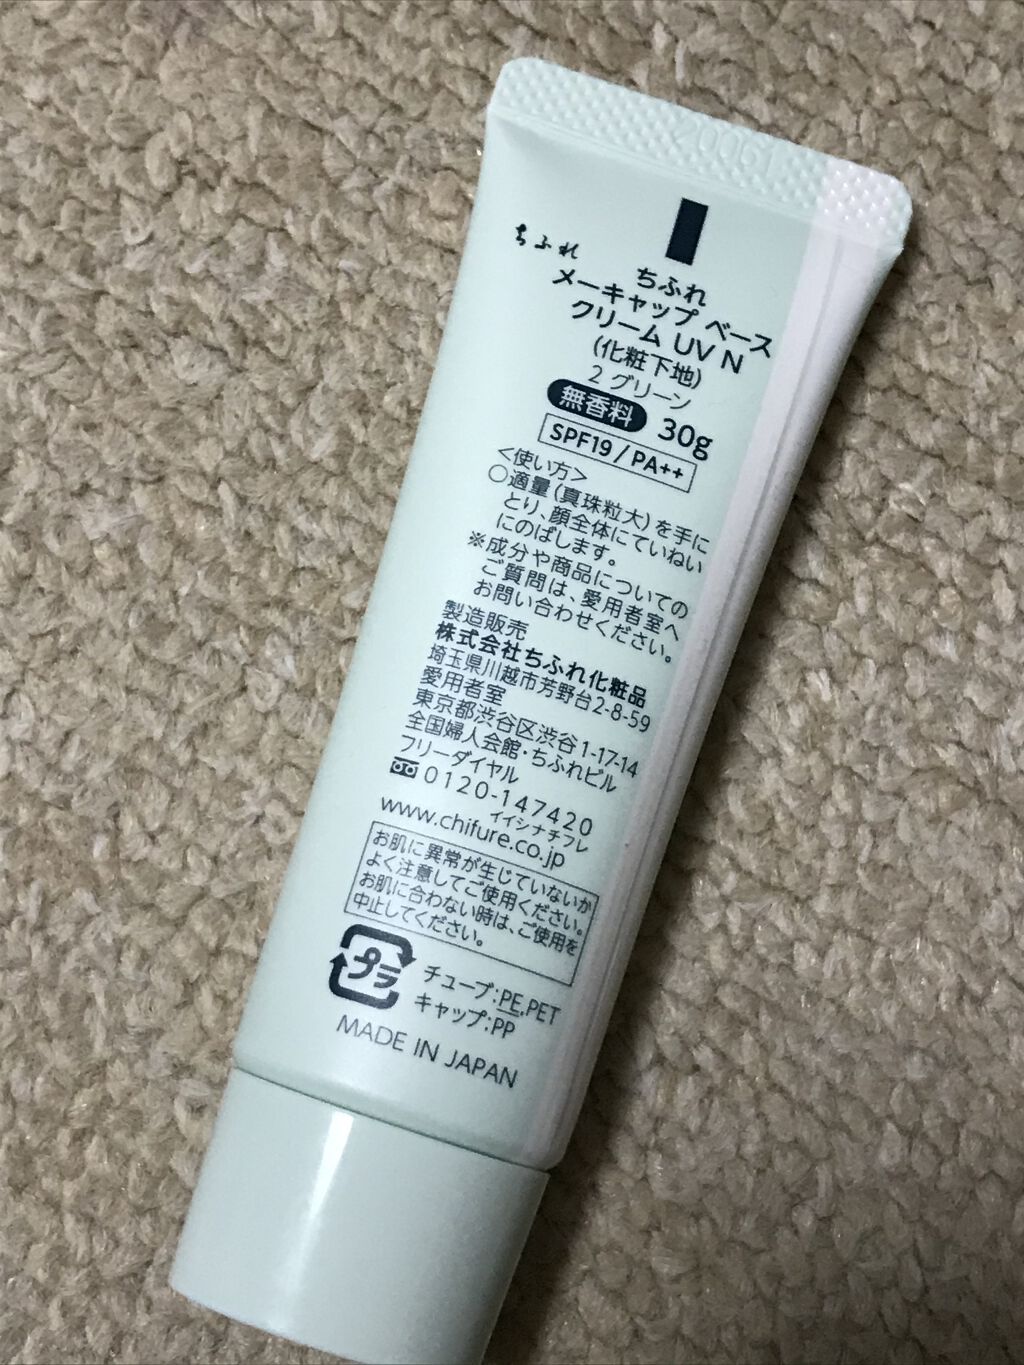 ちふれ
ちふれ
メーキャップ ベース
クリーム UV N
(化粧下地)
2 グリーン
無香料 30g
SPF19 / PA++
<使い方>
○適量(真珠粒大)を手に
とり、顔全体にていねい
にのばします。
※成分や商品についての
ご質問は、愛用者室へ
お問い合わせください。
製造販売
株式会社ちふれ化粧品
埼玉県川越市芳野台2-8-59
愛用者室
東京都渋谷区渋谷1-17-14
全国婦人会館・ちふれビル
フリーダイヤル
0120-147420
イイシナチフレ
www.chifure.co.jp
お肌に異常が生じていないか
よく注意してご使用ください。
お肌に合わない時は、ご使用を
中止してください。
プラ
チューブ:PE,PET
キャップ:PP
MADE IN JAPAN